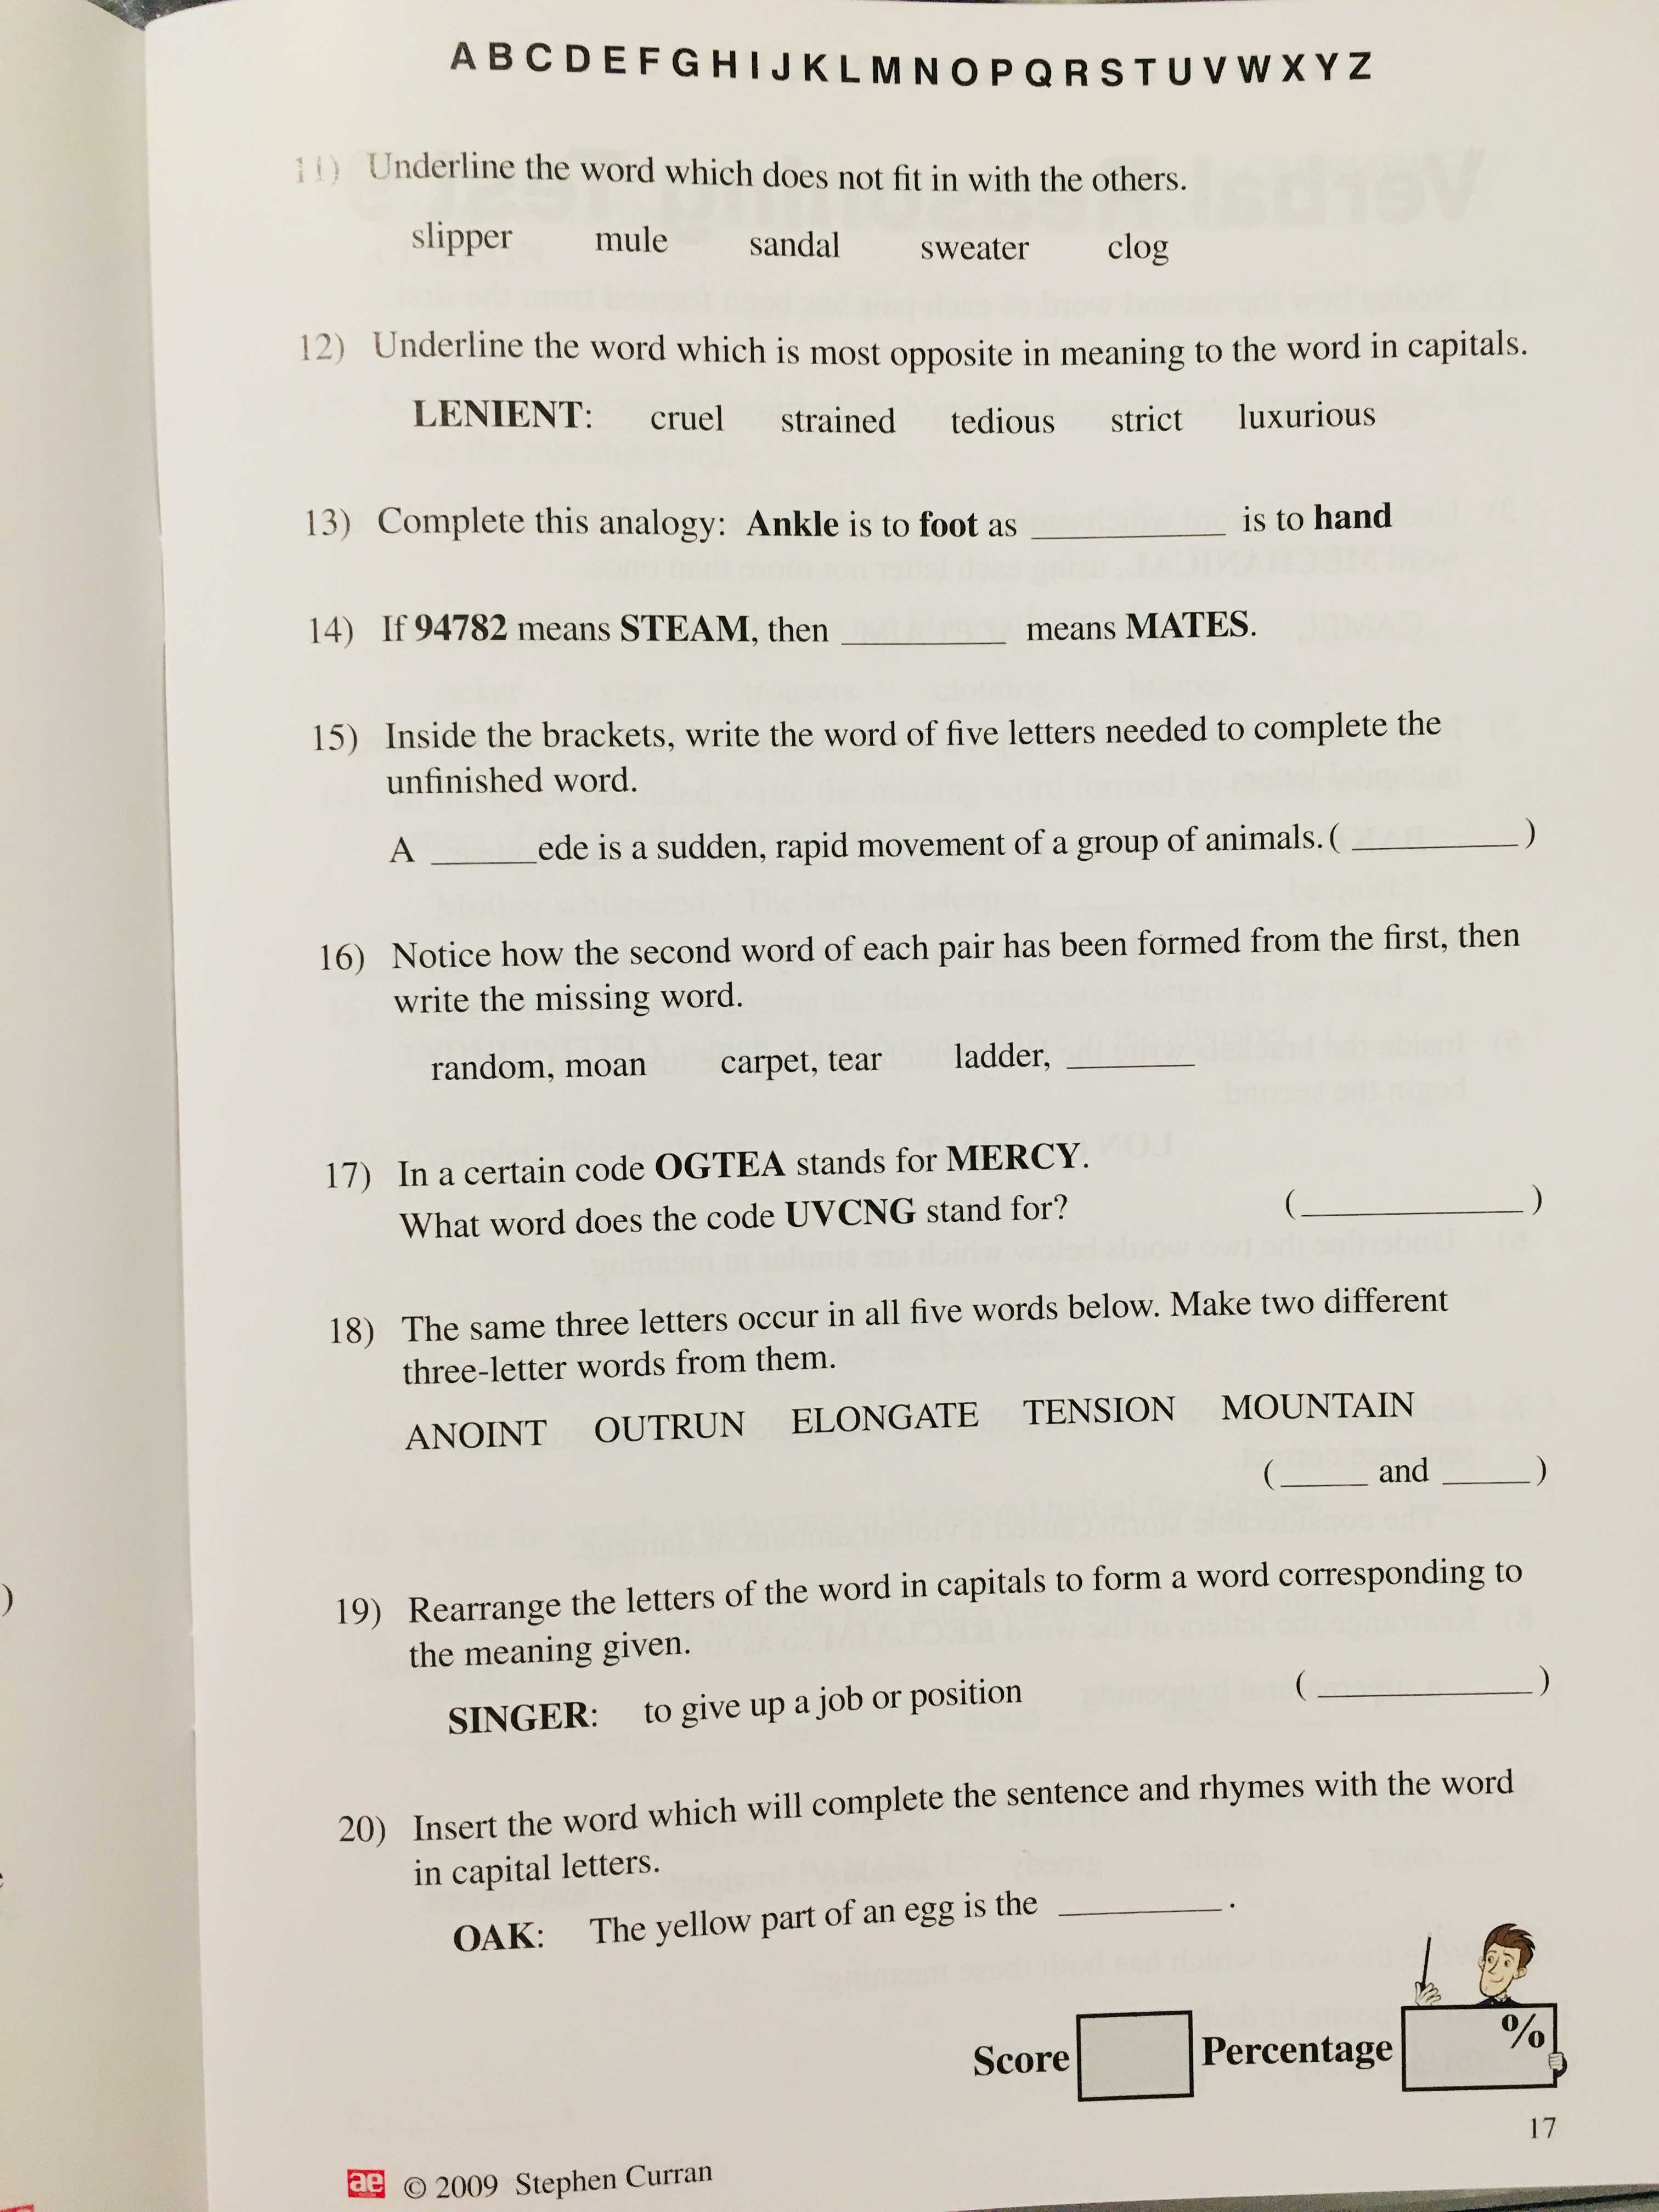 A B C D E F G H I J K L M N O P Q R S T U V W X Y Z
11) Underline the word which does not fit in with the others.
slipper mule sandal sweater clog
12) Underline the word which is most opposite in meaning to the word in capitals.
LENIENT: cruel strained tedious strict luxurious
13) Complete this analogy: Ankle is to foot as __________ is to hand
14) If 94782 means STEAM, then __________ means MATES.
15) Inside the brackets, write the word of five letters needed to complete the
unfinished word.
A ______ede is a sudden, rapid movement of a group of animals. (__________)
16) Notice how the second word of each pair has been formed from the first, then
write the missing word.
random, moan carpet, tear ladder, ________
17) In a certain code OGTEA stands for MERCY.
What word does the code UVCNG stand for? (____________)
18) The same three letters occur in all five words below. Make two different
three-letter words from them.
ANOINT OUTRUN ELONGATE TENSION MOUNTAIN
(_____ and _____)
19) Rearrange the letters of the word in capitals to form a word corresponding to
the meaning given.
SINGER: to give up a job or position (____________)
20) Insert the word which will complete the sentence and rhymes with the word
in capital letters.
OAK: The yellow part of an egg is the __________.
Score Percentage %
17
ae © 2009 Stephen Curran